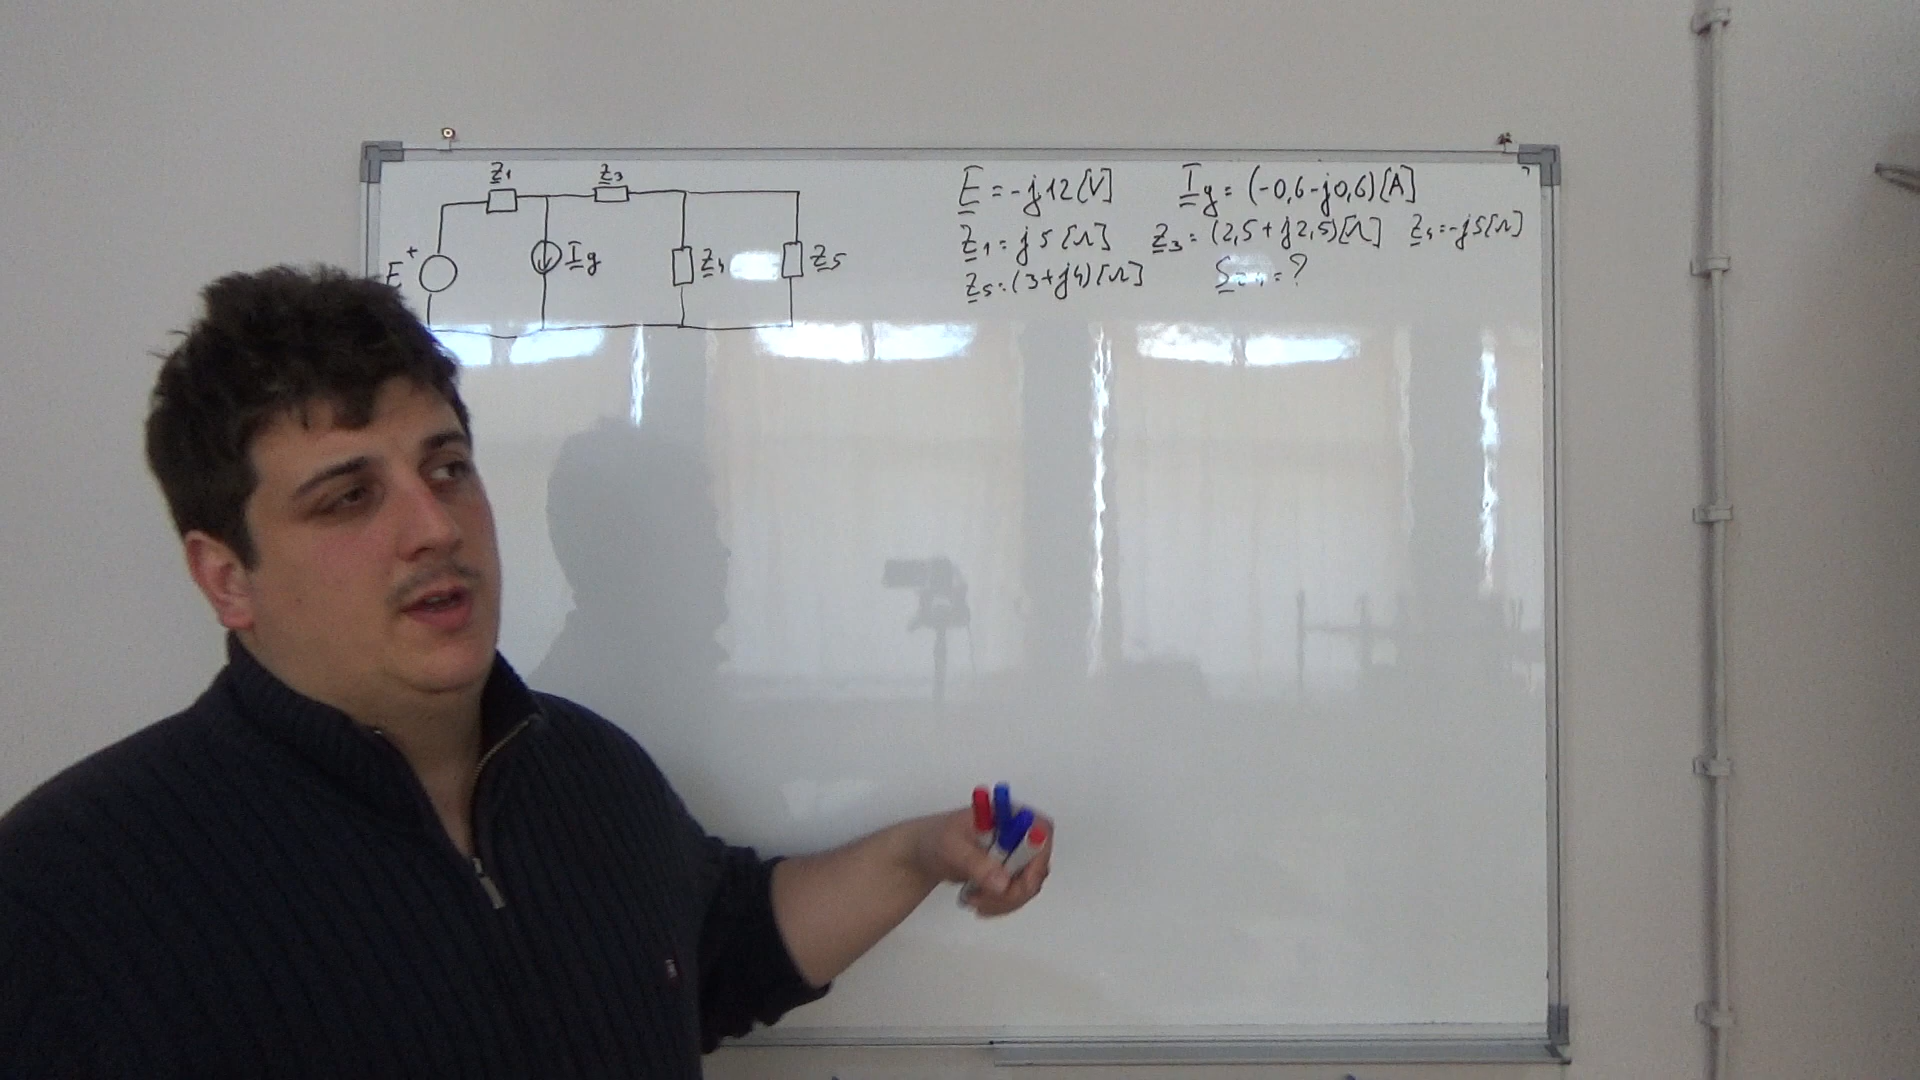 Z1 Z3
E = -j12 [V] Ig = (-0,6 - j0,6) [A]
Z1 = j5 [Ω] Z3 = (2,5 + j2,5) [Ω] Z4 = -j5 [Ω]
+ E Ig Z4 Z5
Z5 = (3 + j4) [Ω] = ?